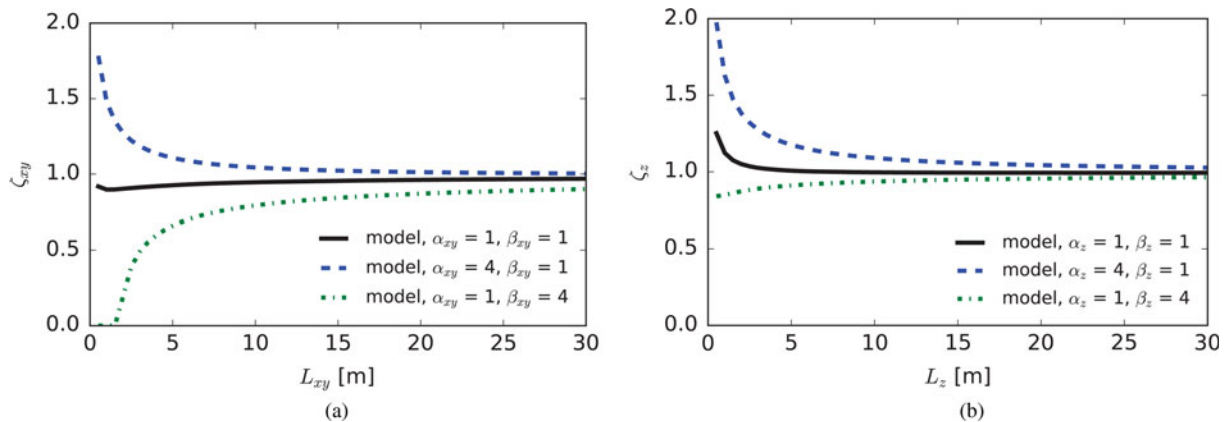 2.0
1.5
1.0
0.5
0.0
ζxy
0 5 10 15 20 25 30
Lxy [m]
model, αxy = 1, βxy = 1
model, αxy = 4, βxy = 1
model, αxy = 1, βxy = 4
(a)
2.0
1.5
1.0
0.5
0.0
ζz
0 5 10 15 20 25 30
Lz [m]
model, αz = 1, βz = 1
model, αz = 4, βz = 1
model, αz = 1, βz = 4
(b)